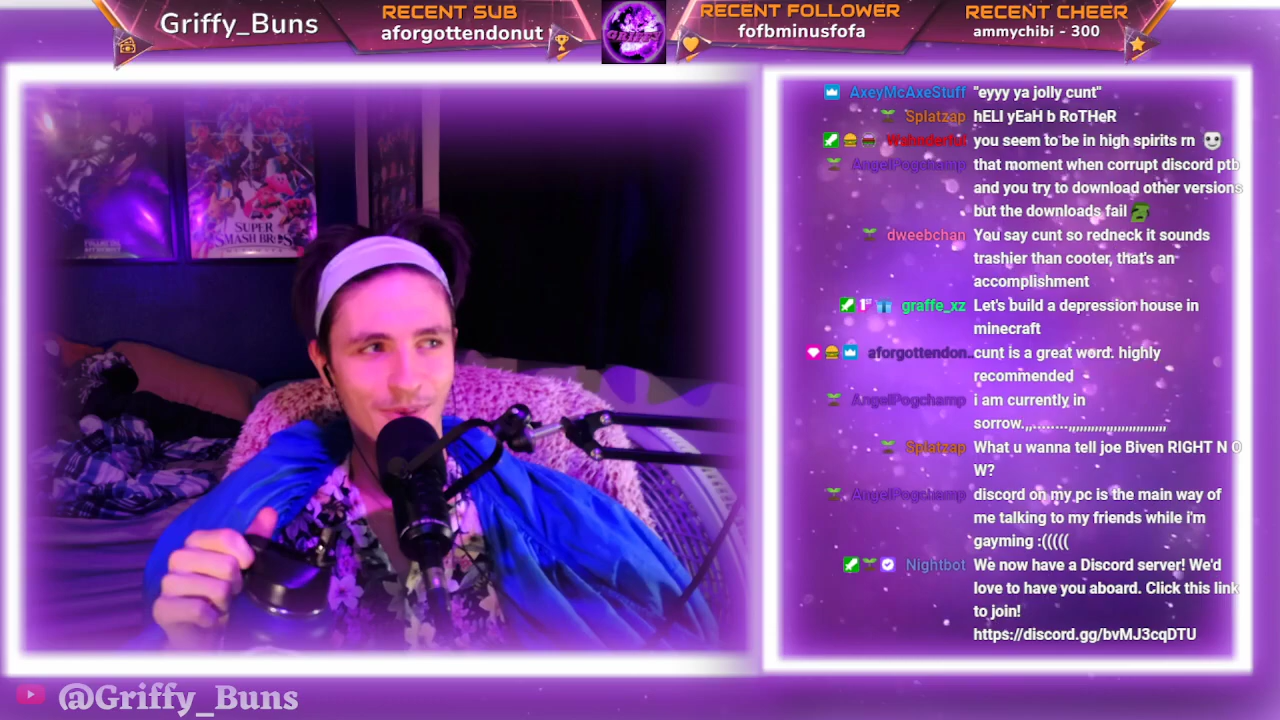 Griffy_Buns
RECENT SUB
aforgottendonut
RECENT FOLLOWER
fofbminusfofa
RECENT CHEER
ammychibi - 300
SUPER
SMASH BROS
AxeyMcAxeStuff "eyyy ya jolly cunt"
Splatzap hELl yEaH b RoTHeR
you seem to be in high spirits rn
AngelPogchamp that moment when corrupt discord ptb
and you try to download other versions
but the downloads fail
dweebchan You say cunt so redneck it sounds
trashier than cooter, that's an
accomplishment
1ST graffe_xz Let's build a depression house in
minecraft
aforgottendon.. cunt is a great word. highly
recommended
AngelPogchamp i am currently in
sorrow.,,........,,,,,,,,,,,,,,,,,,,,,,,,,,
Splatzap What u wanna tell joe Biven RIGHT N O
W?
AngelPogchamp discord on my pc is the main way of
me talking to my friends while i'm
gayming :(((((
Nightbot We now have a Discord server! We'd
love to have you aboard. Click this link
to join!
https://discord.gg/bvMJ3cqDTU
@Griffy_Buns